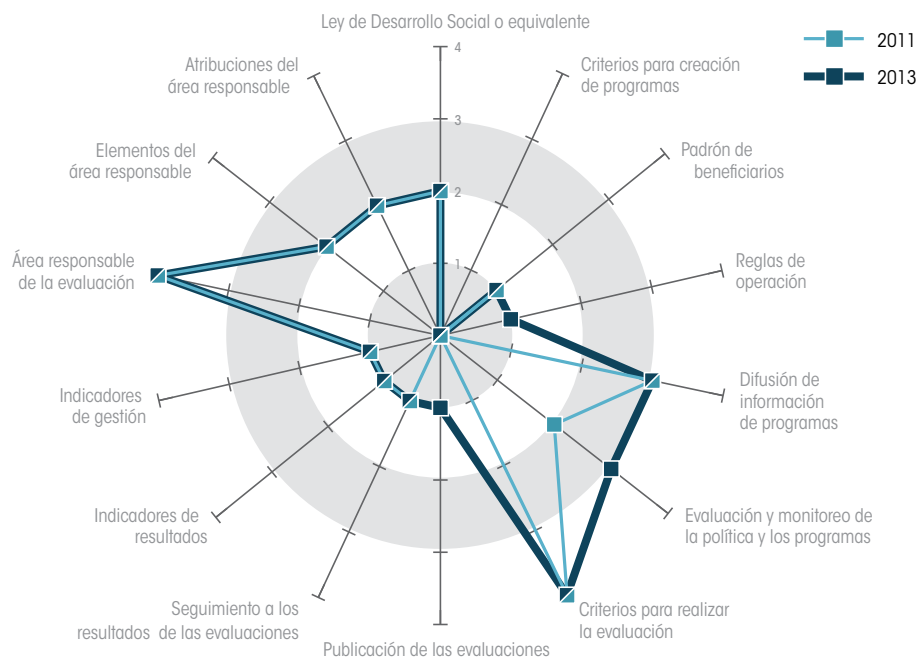 Ley de Desarrollo Social o equivalente
4
3
2
1
2011
2013
Criterios para creación
de programas
Padrón de
beneficiarios
Reglas de
operación
Difusión de
información
de programas
Evaluación y monitoreo de
la política y los programas
Criterios para realizar
la evaluación
Publicación de las evaluaciones
Seguimiento a los
resultados de las evaluaciones
Indicadores de
resultados
Indicadores
de gestión
Área responsable
de la evaluación
Elementos del
área responsable
Atribuciones del
área responsable